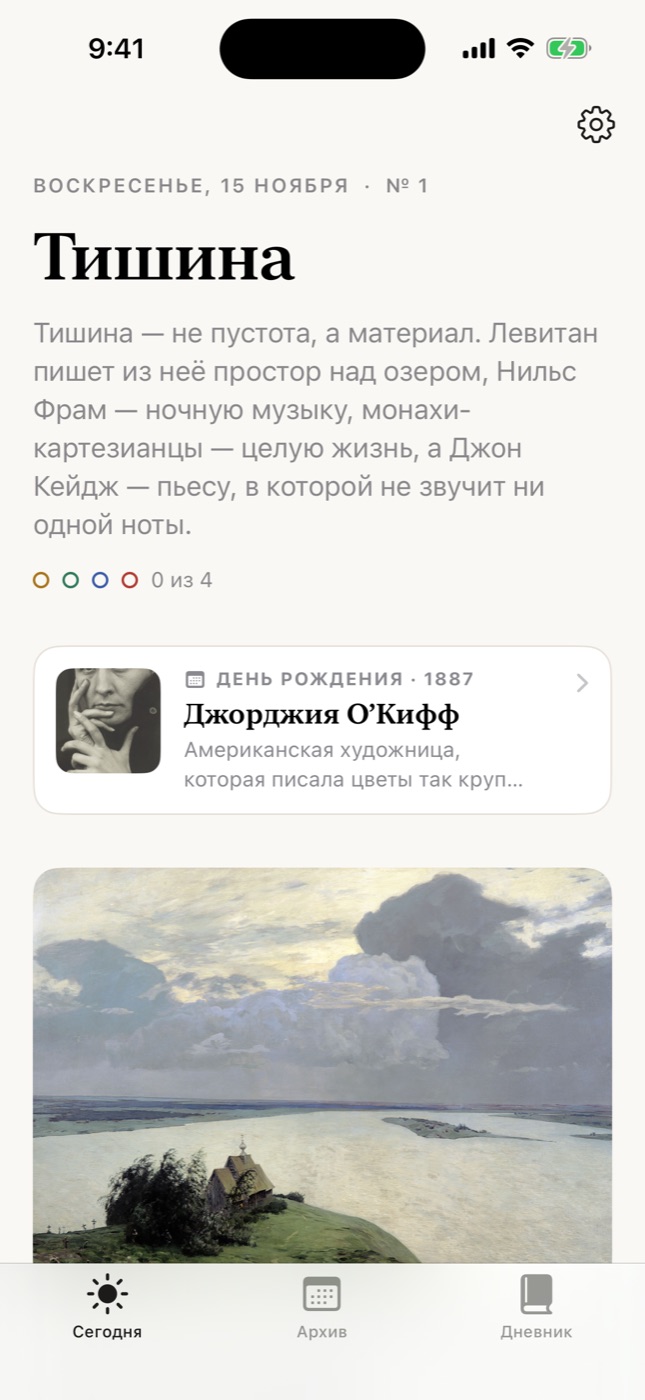 9:41
ВОСКРЕСЕНЬЕ, 15 НОЯБРЯ · № 1
Тишина
Тишина — не пустота, а материал. Левитан
пишет из неё простор над озером, Нильс
Фрам — ночную музыку, монахи-
картезианцы — целую жизнь, а Джон
Кейдж — пьесу, в которой не звучит ни
одной ноты.
0 из 4
ДЕНЬ РОЖДЕНИЯ · 1887
Джорджия О’Кифф
Американская художница,
которая писала цветы так круп...
Сегодня
Архив
Дневник